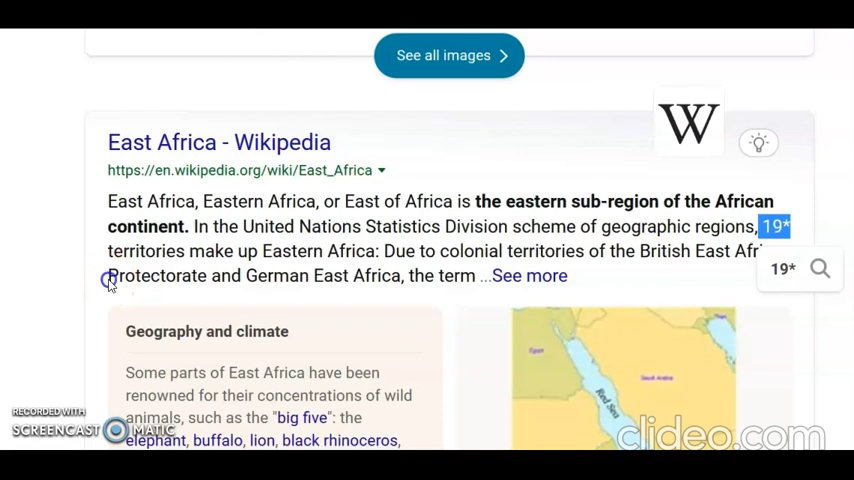 See all images
W
East Africa - Wikipedia
https://en.wikipedia.org/wiki/East_Africa
East Africa, Eastern Africa, or East of Africa is the eastern sub-region of the African
continent. In the United Nations Statistics Division scheme of geographic regions, 19*
territories make up Eastern Africa: Due to colonial territories of the British East Afri
19*
Protectorate and German East Africa, the term ...See more
Geography and climate
Some parts of East Africa have been
renowned for their concentrations of wild
animals, such as the "big five": the
elephant, buffalo, lion, black rhinoceros,
Egypt
Saudi Arabia
Red Sea
RECORDED WITH
SCREENCAST MATIC
clideo.com